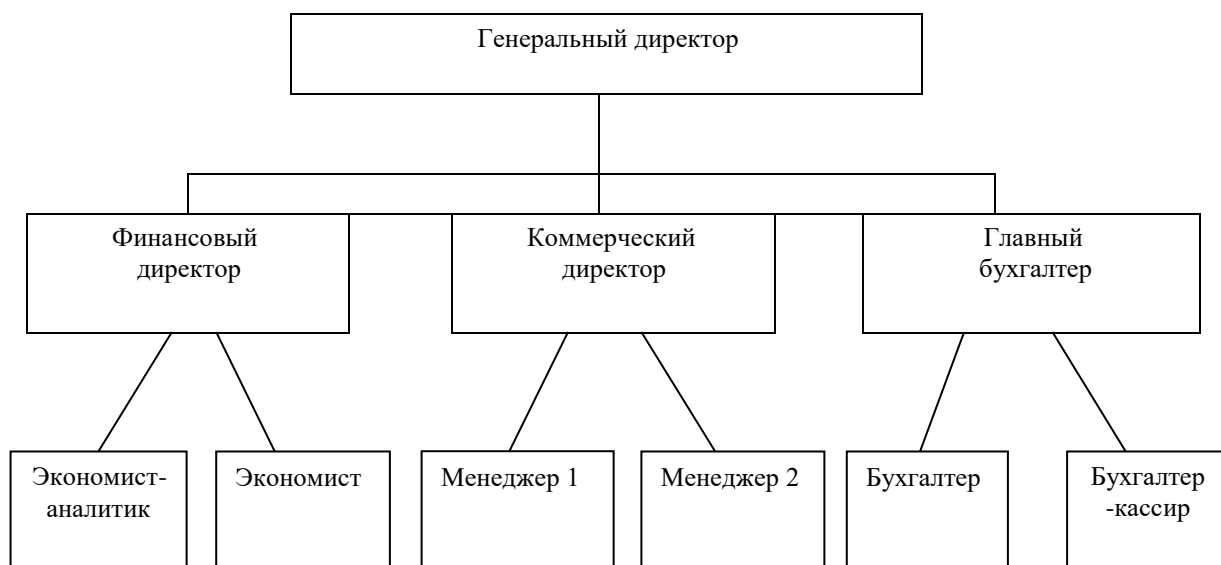 Генеральный директор
Финансовый
директор
Коммерческий
директор
Главный
бухгалтер
Экономист-
аналитик
Экономист
Менеджер 1
Менеджер 2
Бухгалтер
Бухгалтер
-кассир